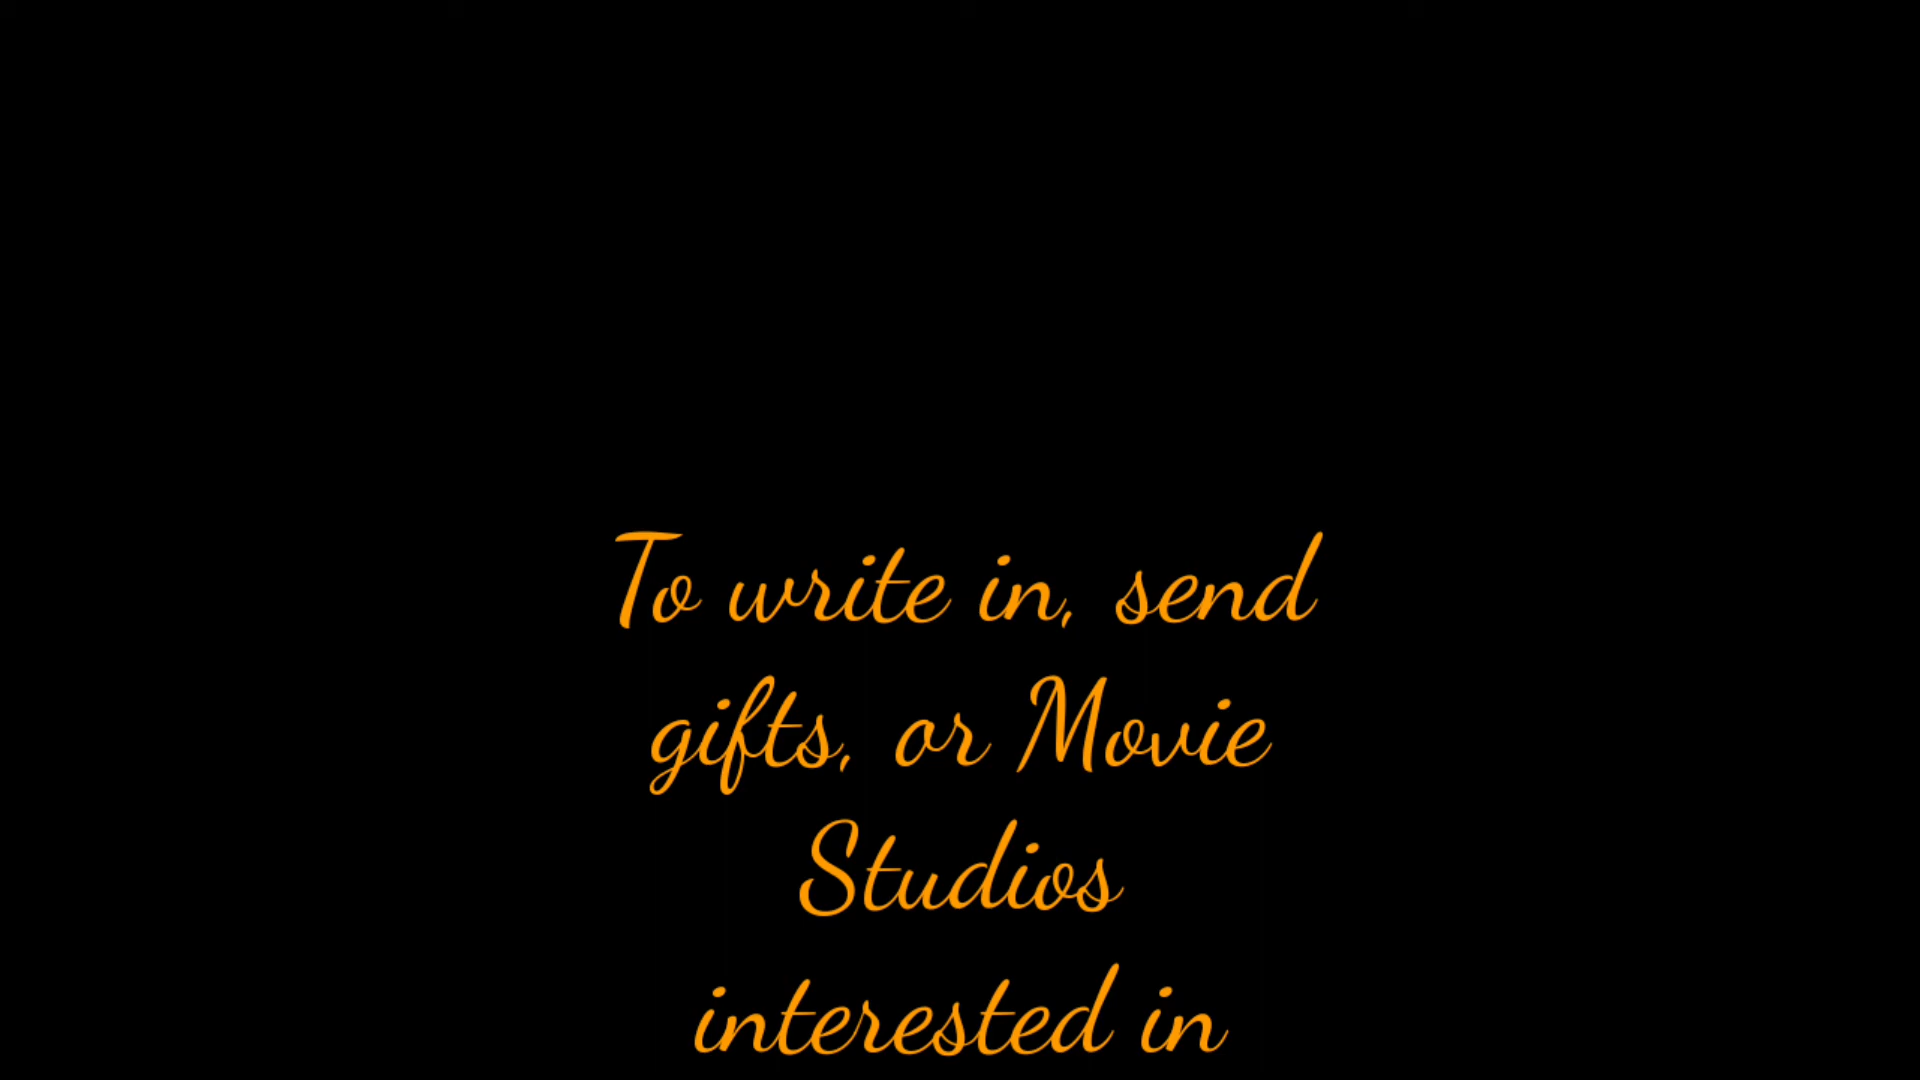 To write in, send
gifts, or Movie
Studios
interested in